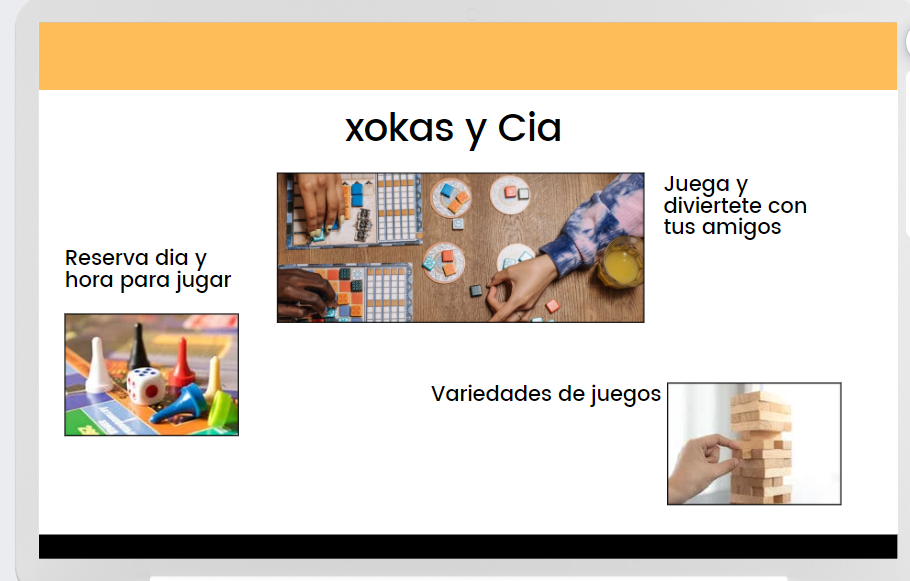 xokas y Cia
Juega y
diviertete con
tus amigos
Reserva dia y
hora para jugar
Variedades de juegos